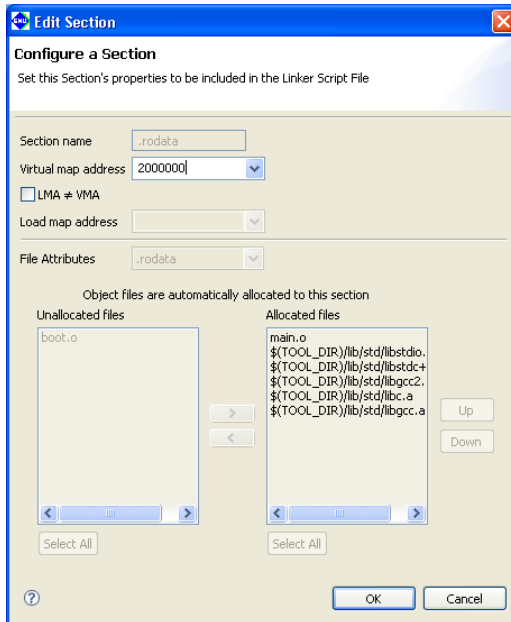 GNU Edit Section
Configure a Section
Set this Section's properties to be included in the Linker Script File
Section name .rodata
Virtual map address 2000000
LMA ≠ VMA
Load map address
File Attributes .rodata
Object files are automatically allocated to this section
Unallocated files Allocated files
boot.o main.o
$(TOOL_DIR)/lib/std/libstdio.
$(TOOL_DIR)/lib/std/libstdc+
$(TOOL_DIR)/lib/std/libgcc2.
$(TOOL_DIR)/lib/std/libc.a
$(TOOL_DIR)/lib/std/libgcc.a
> Up
< Down
Select All Select All
? OK Cancel